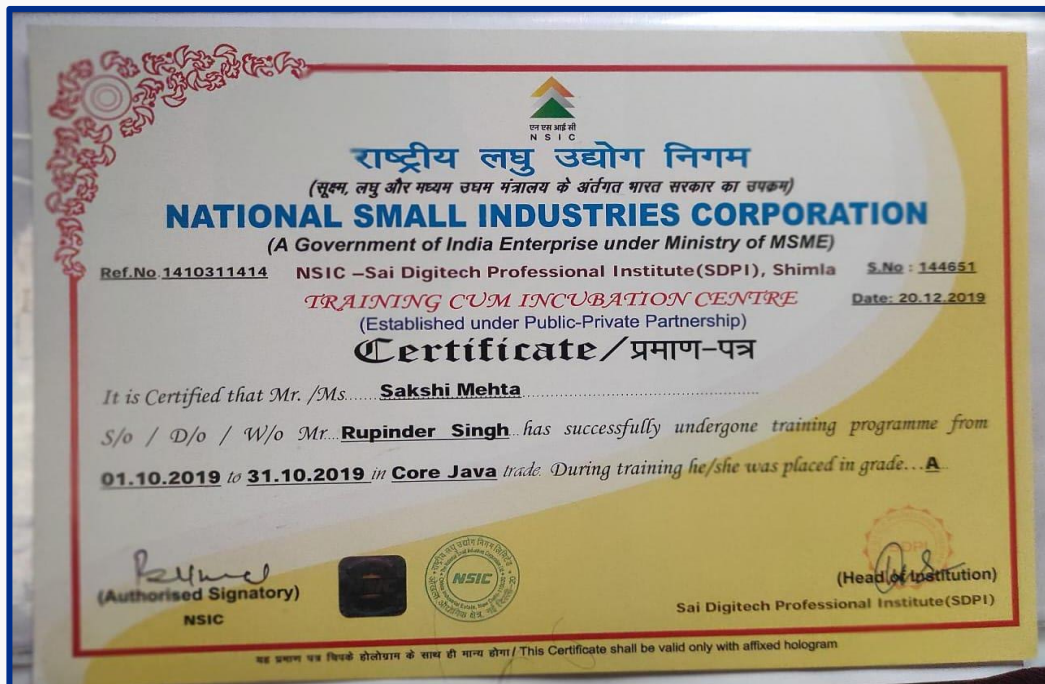 एन एस आई सी
N S I C
राष्ट्रीय लघु उद्योग निगम
(सूक्ष्म, लघु और मध्यम उधम मंत्रालय के अंर्तगत भारत सरकार का उपक्रम)
NATIONAL SMALL INDUSTRIES CORPORATION
(A Government of India Enterprise under Ministry of MSME)
Ref.No 1410311414 NSIC –Sai Digitech Professional Institute(SDPI), Shimla S.No : 144651
TRAINING CUM INCUBATION CENTRE Date: 20.12.2019
(Established under Public-Private Partnership)
Certificate/प्रमाण-पत्र
It is Certified that Mr. /Ms...... Sakshi Mehta
S/o / D/o / W/o Mr....Rupinder Singh...has successfully undergone training programme from
01.10.2019 to 31.10.2019 in Core Java trade. During training he/she was placed in grade...A..
NSIC
SDPI
(Authorised Signatory) (Head of Institution)
NSIC Sai Digitech Professional Institute(SDPI)
यह प्रमाण पत्र चिपके होलोग्राम के साथ ही मान्य होगा / This Certificate shall be valid only with affixed hologram